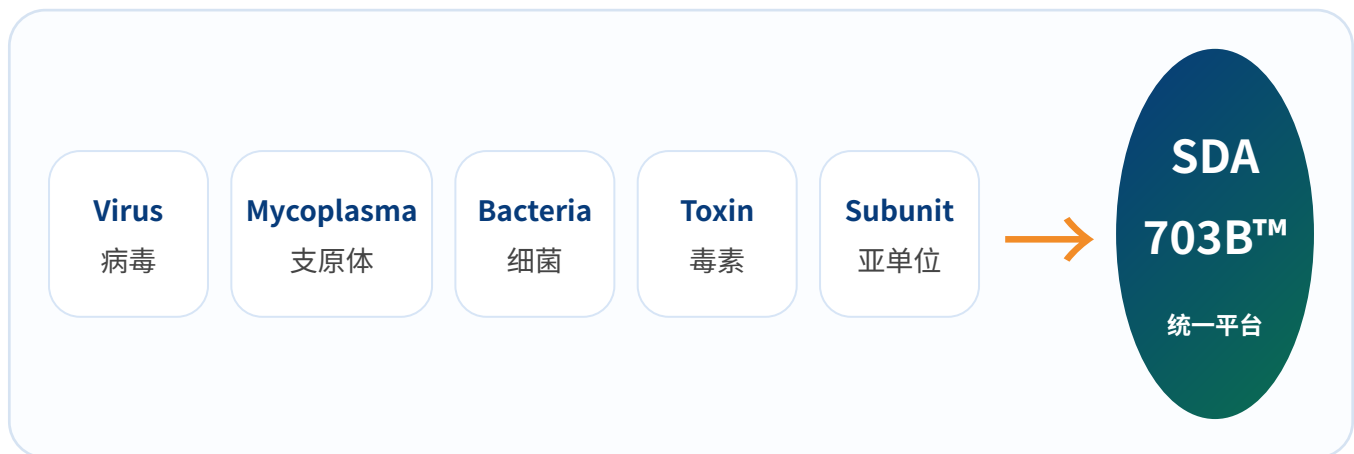 Virus
病毒
Mycoplasma
支原体
Bacteria
细菌
Toxin
毒素
Subunit
亚单位
SDA
703B™
统一平台